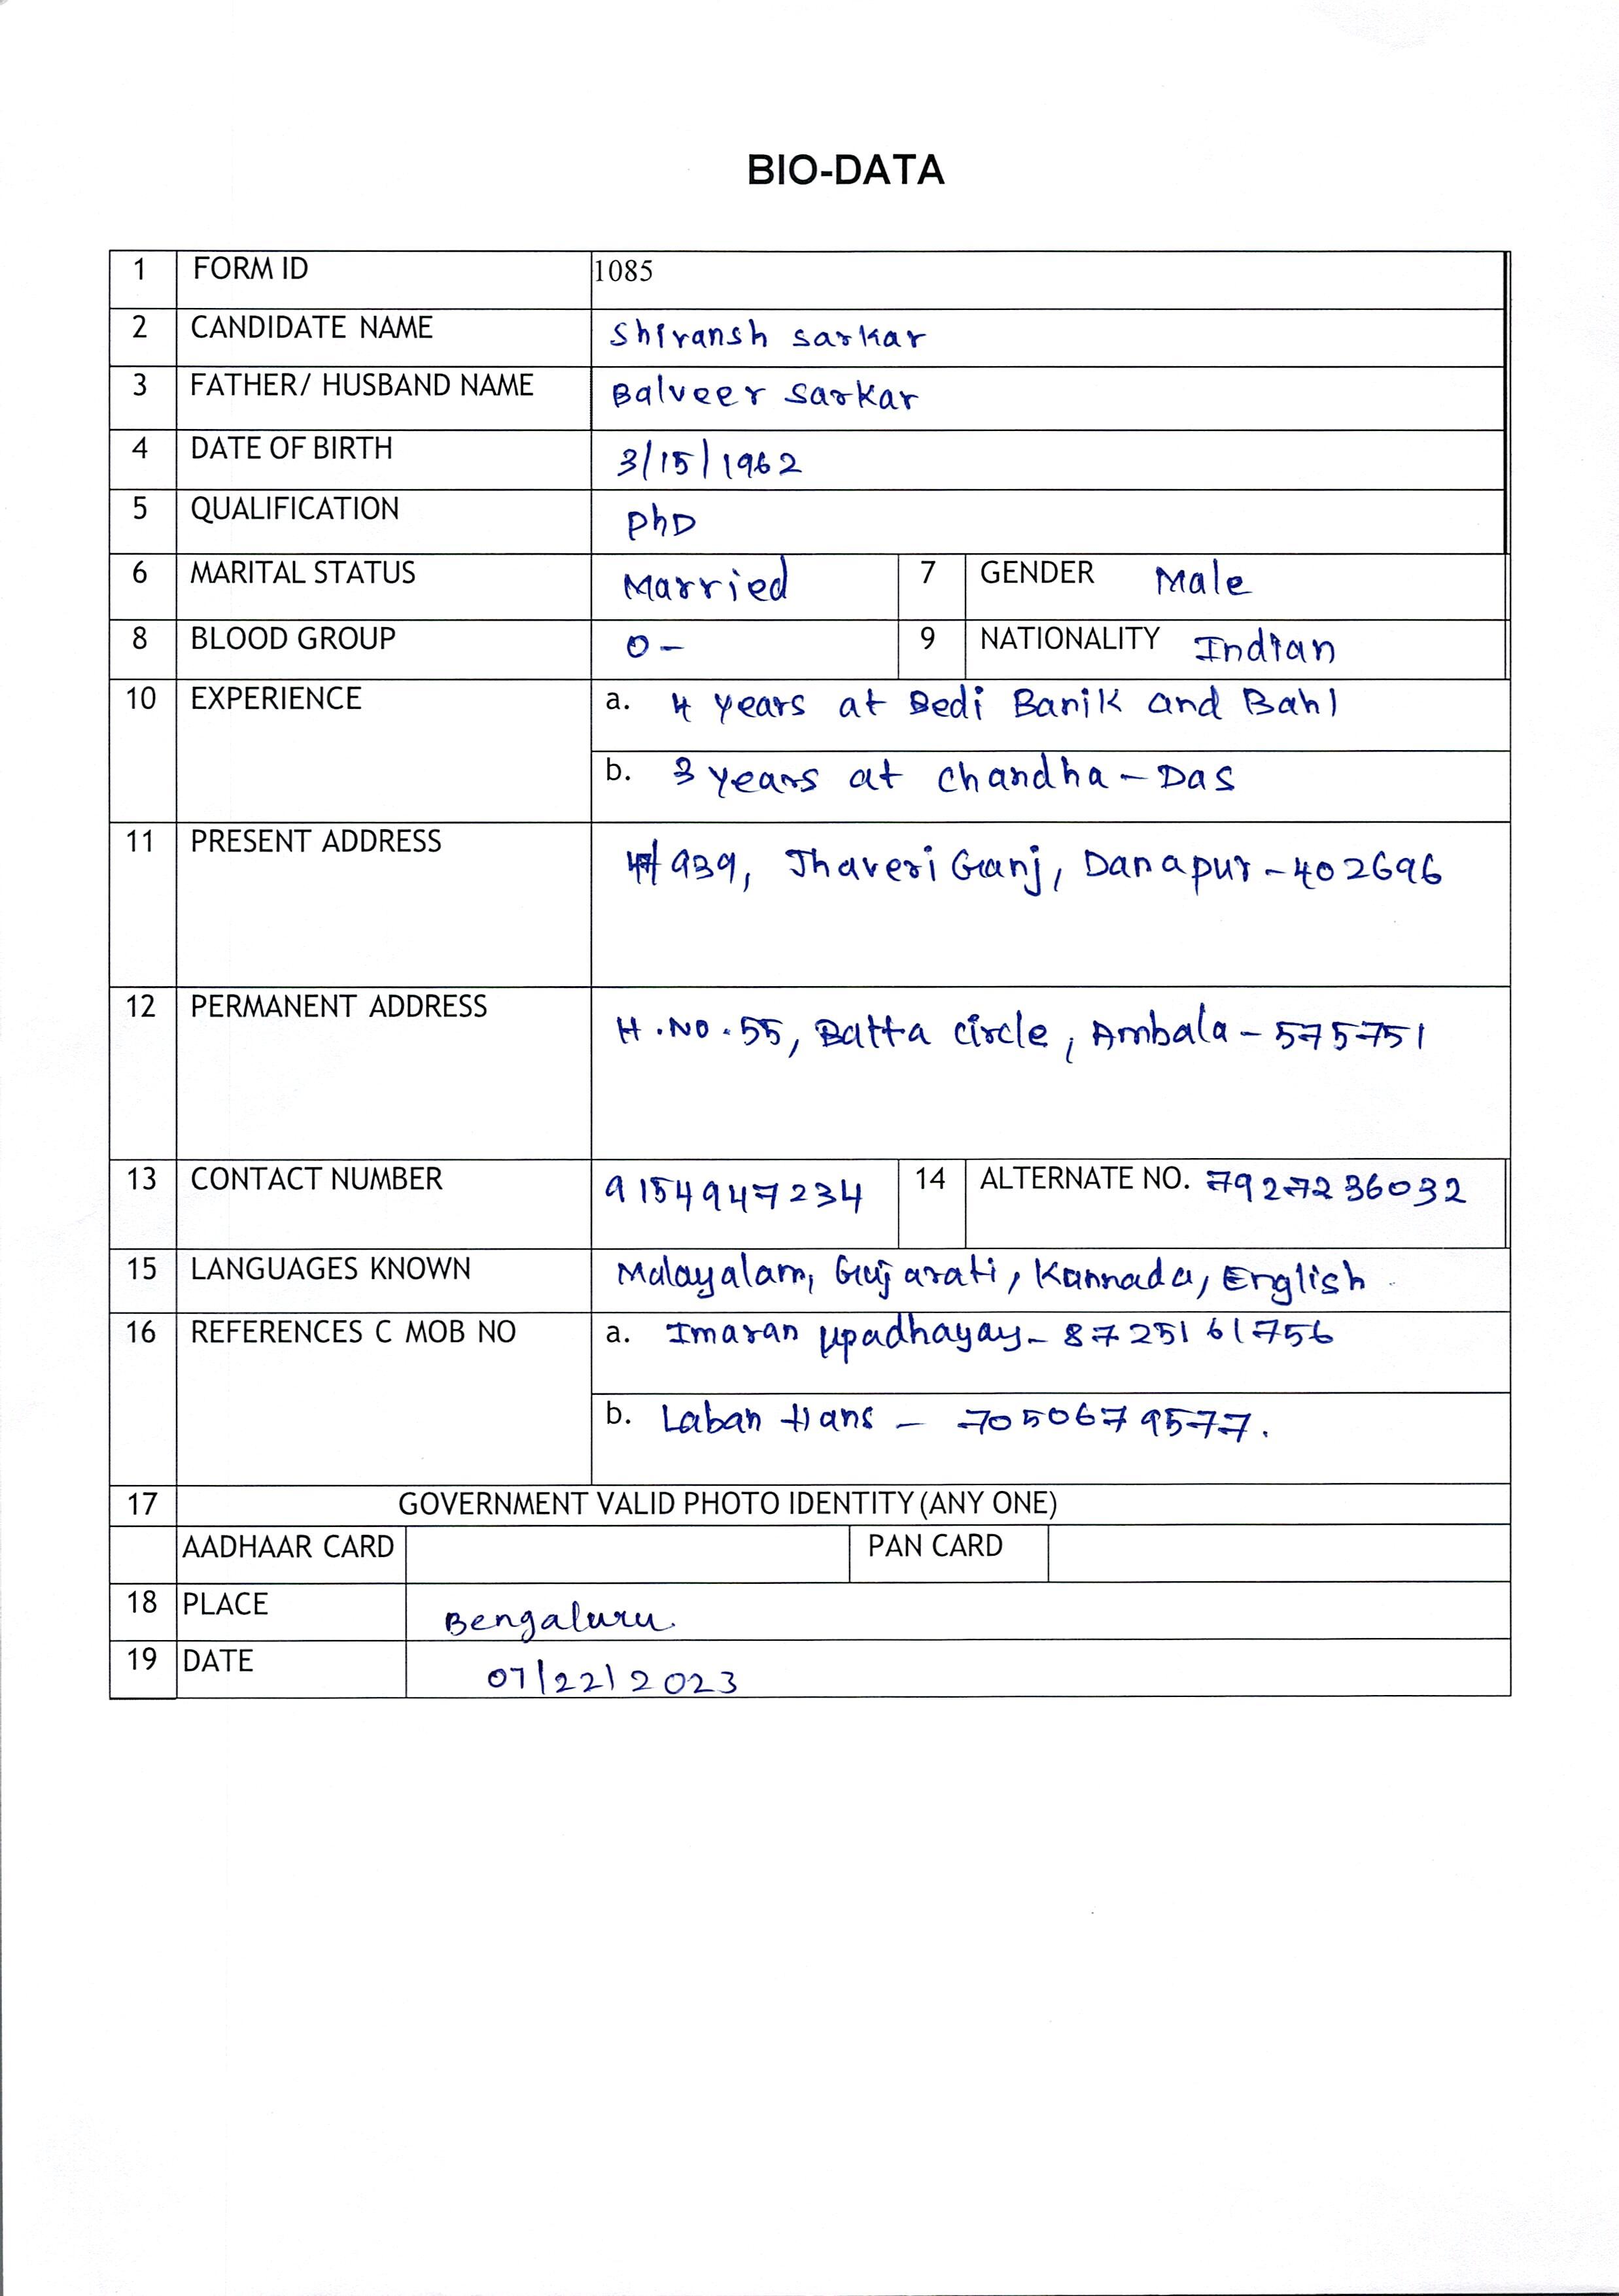 BIO-DATA
1 FORM ID 1085
2 CANDIDATE NAME Shivansh Sarkar
3 FATHER/ HUSBAND NAME Balveer Sarkar
4 DATE OF BIRTH 3/15/1962
5 QUALIFICATION PhD
6 MARITAL STATUS Married 7 GENDER Male
8 BLOOD GROUP O- 9 NATIONALITY Indian
10 EXPERIENCE a. 4 years at Bedi Banik and Bahl
b. 3 years at Chandha-Das
11 PRESENT ADDRESS 939, Jhaveri Ganj, Danapur-402696
12 PERMANENT ADDRESS H.NO.55, Batta circle, Ambala-575751
13 CONTACT NUMBER 9154947234 14 ALTERNATE NO. 7927236032
15 LANGUAGES KNOWN Malayalam, Gujarati, Kannada, English
16 REFERENCES C MOB NO a. Imaran Upadhayay- 8725161756
b. Laban Hans - 7050679577.
17 GOVERNMENT VALID PHOTO IDENTITY (ANY ONE)
AADHAAR CARD PAN CARD
18 PLACE Bengaluru
19 DATE 07/22/2023